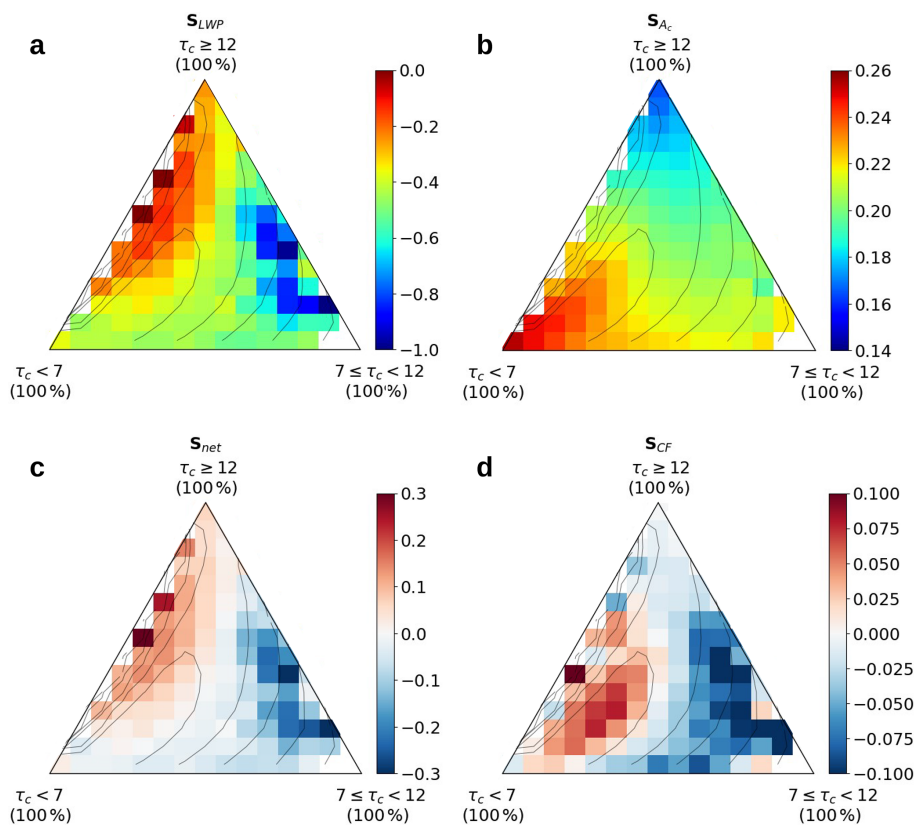 a
S_LWP
τ_c ≥ 12
(100 %)
0.0
−0.2
−0.4
−0.6
−0.8
−1.0
τ_c < 7
(100 %)
7 ≤ τ_c < 12
(100 %)
b
S_{A_c}
τ_c ≥ 12
(100 %)
0.26
0.24
0.22
0.20
0.18
0.16
0.14
τ_c < 7
(100 %)
7 ≤ τ_c < 12
(100 %)
c
S_net
τ_c ≥ 12
(100 %)
0.3
0.2
0.1
0.0
−0.1
−0.2
−0.3
τ_c < 7
(100 %)
7 ≤ τ_c < 12
(100 %)
d
S_CF
τ_c ≥ 12
(100 %)
0.100
0.075
0.050
0.025
0.000
−0.025
−0.050
−0.075
−0.100
τ_c < 7
(100 %)
7 ≤ τ_c < 12
(100 %)